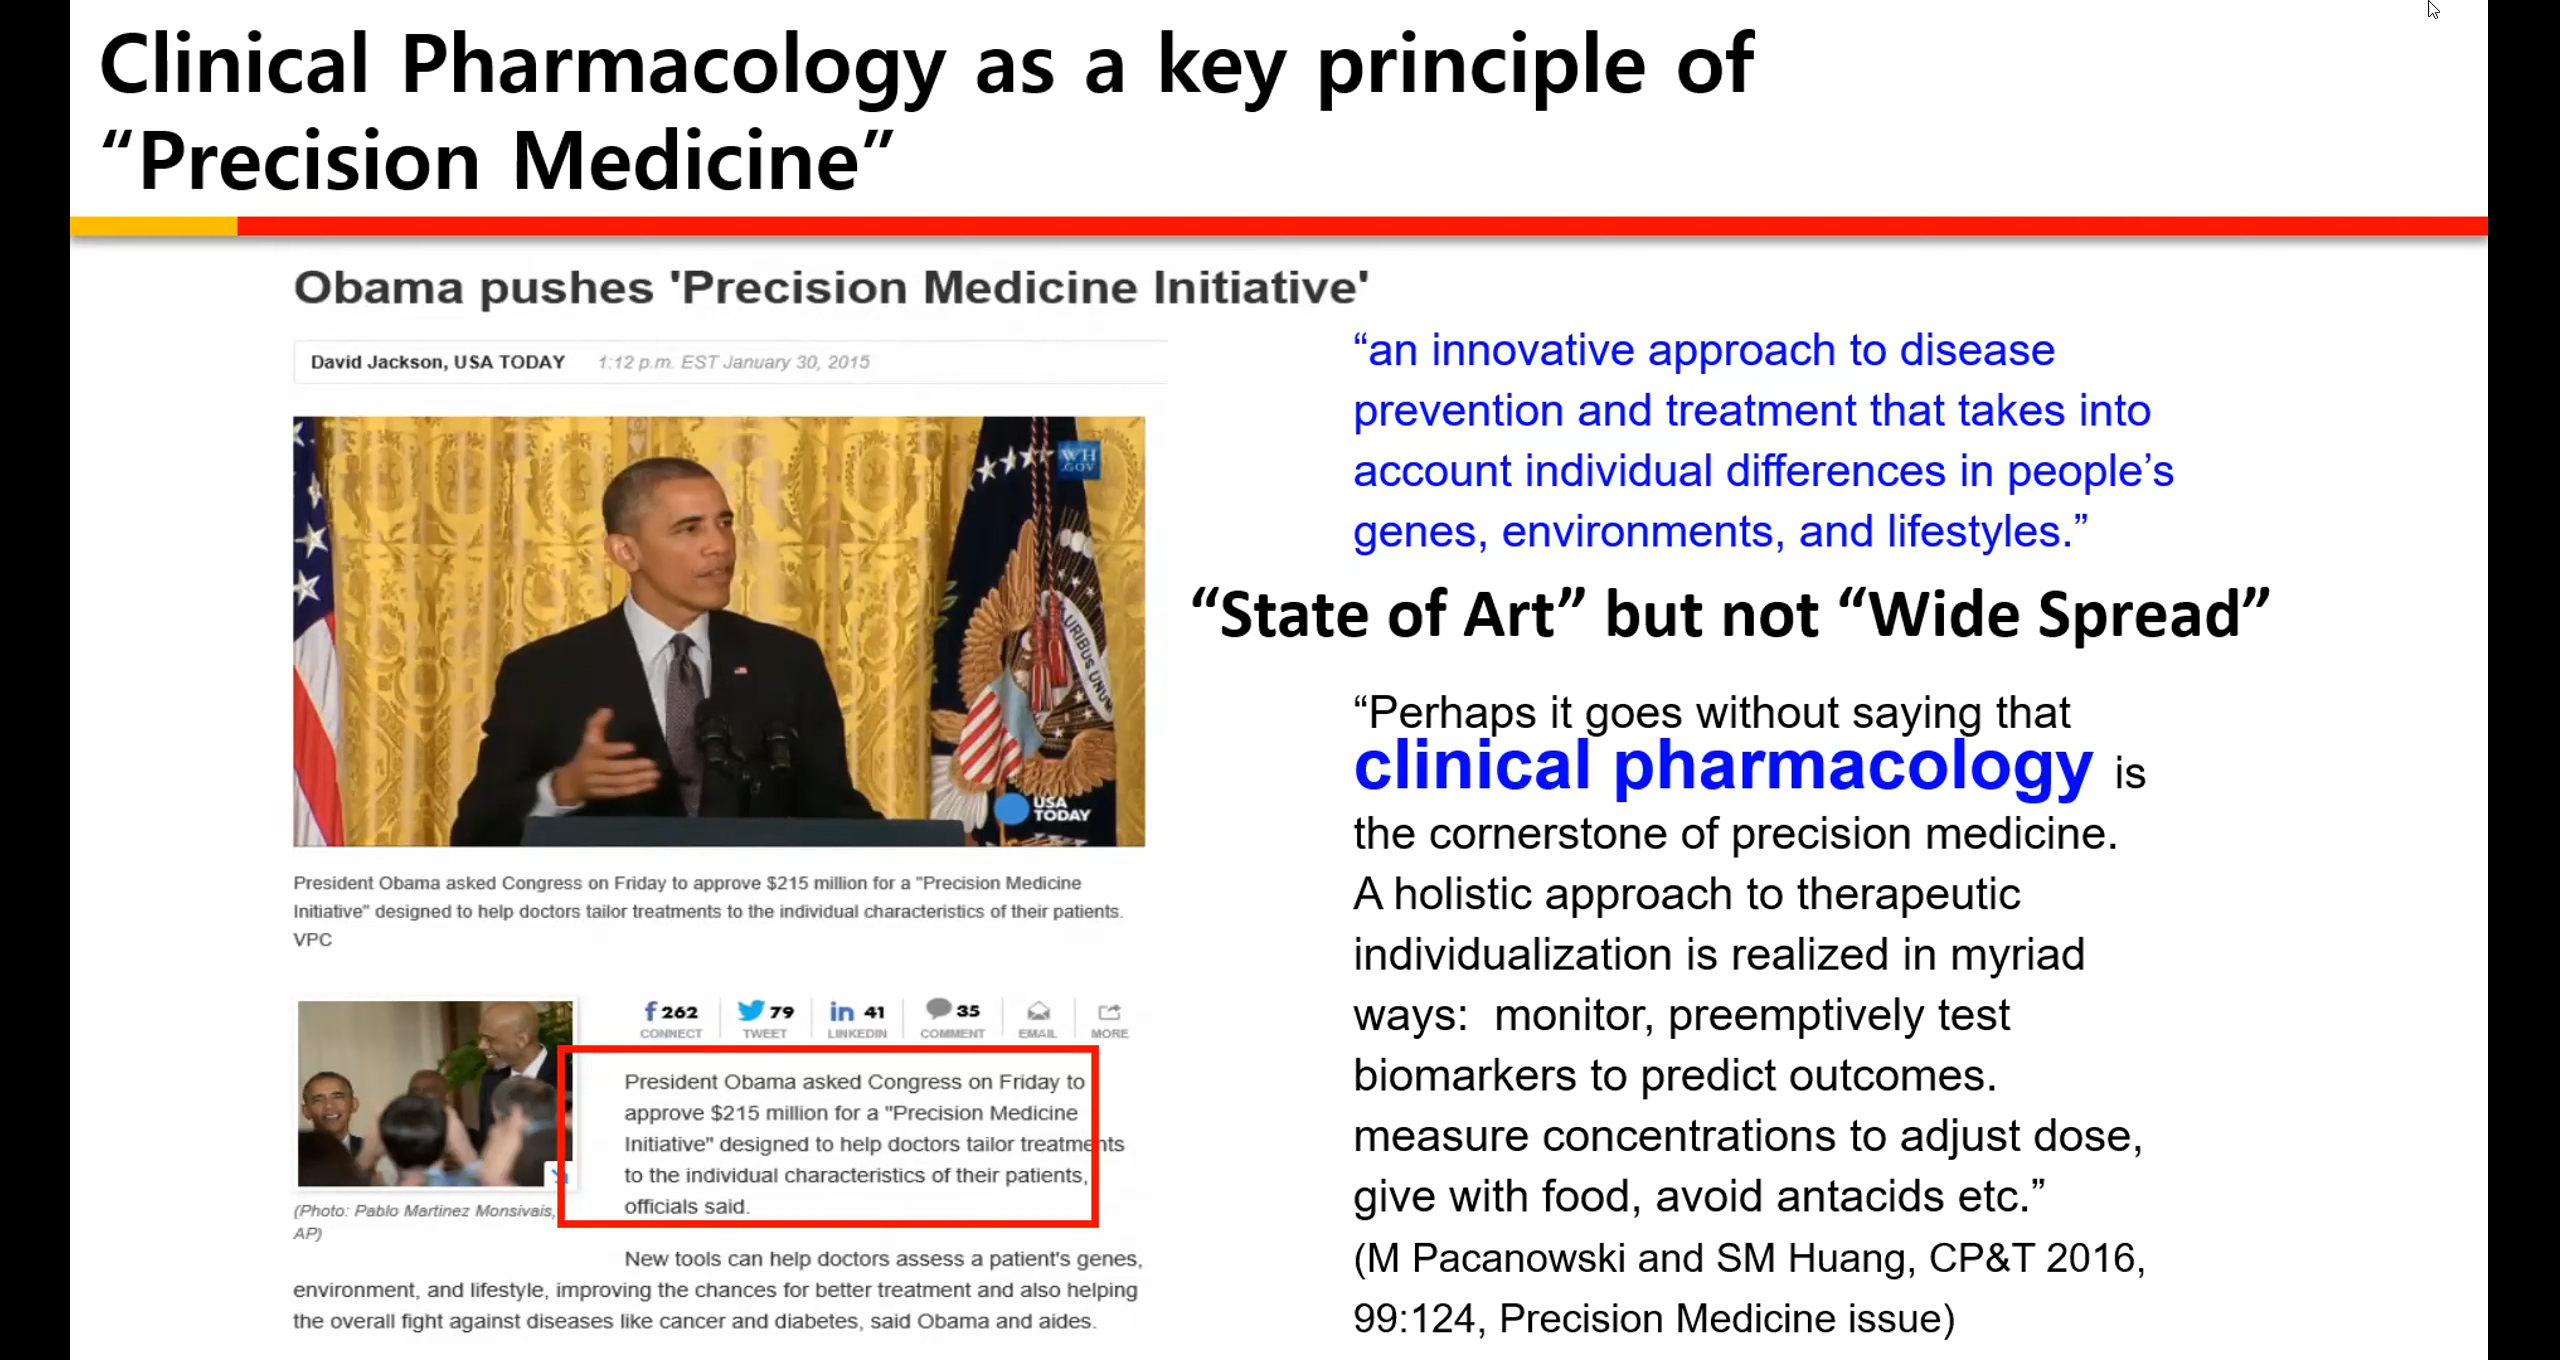 Clinical Pharmacology as a key principle of
“Precision Medicine”
Obama pushes 'Precision Medicine Initiative'
David Jackson, USA TODAY 1:12 p.m. EST January 30, 2015
WH
.GOV
URIBUS UNUM
USA
TODAY
President Obama asked Congress on Friday to approve $215 million for a "Precision Medicine
Initiative" designed to help doctors tailor treatments to the individual characteristics of their patients.
VPC
f 262
CONNECT
79
TWEET
in 41
LINKEDIN
35
COMMENT
EMAIL
MORE
(Photo: Pablo Martinez Monsivais,
AP)
President Obama asked Congress on Friday to
approve $215 million for a "Precision Medicine
Initiative" designed to help doctors tailor treatments
to the individual characteristics of their patients,
officials said.
New tools can help doctors assess a patient's genes,
environment, and lifestyle, improving the chances for better treatment and also helping
the overall fight against diseases like cancer and diabetes, said Obama and aides.
“an innovative approach to disease
prevention and treatment that takes into
account individual differences in people’s
genes, environments, and lifestyles.”
“State of Art” but not “Wide Spread”
“Perhaps it goes without saying that
clinical pharmacology is
the cornerstone of precision medicine.
A holistic approach to therapeutic
individualization is realized in myriad
ways: monitor, preemptively test
biomarkers to predict outcomes.
measure concentrations to adjust dose,
give with food, avoid antacids etc.”
(M Pacanowski and SM Huang, CP&T 2016,
99:124, Precision Medicine issue)